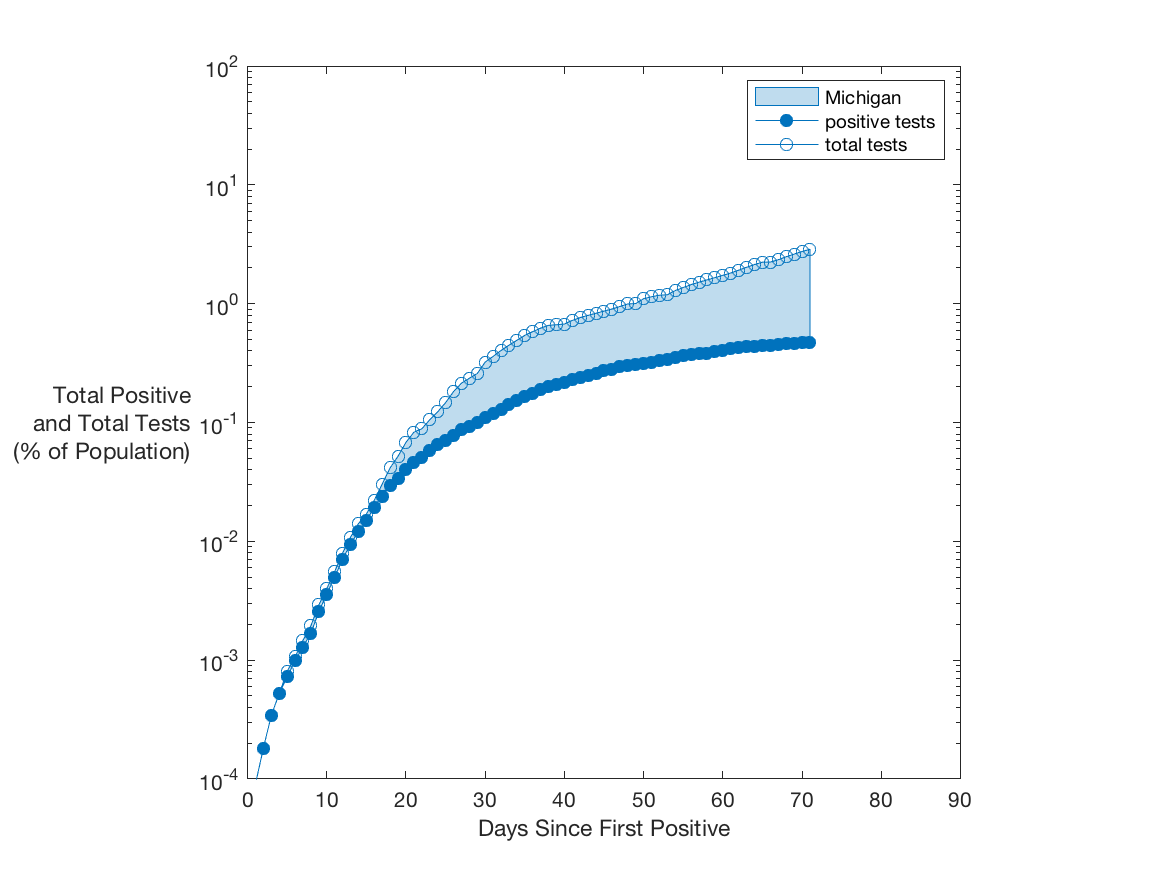 10^2
10^1
10^0
10^-1
10^-2
10^-3
10^-4
Total Positive
and Total Tests
(% of Population)
Michigan
positive tests
total tests
0 10 20 30 40 50 60 70 80 90
Days Since First Positive